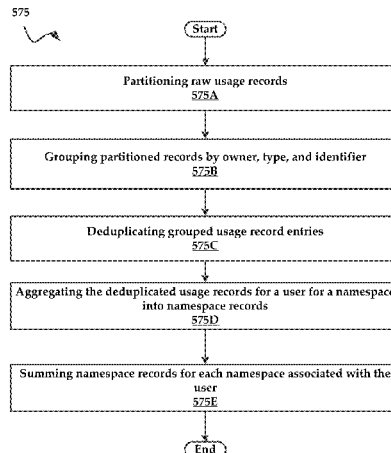 575
Start
Partitioning raw usage records
575A
Grouping partitioned records by owner, type, and identifier
575B
Deduplicating grouped usage record entries
575C
Aggregating the deduplicated usage records for a user for a namespace
into namespace records
575D
Summing namespace records for each namespace associated with the
user
575E
End